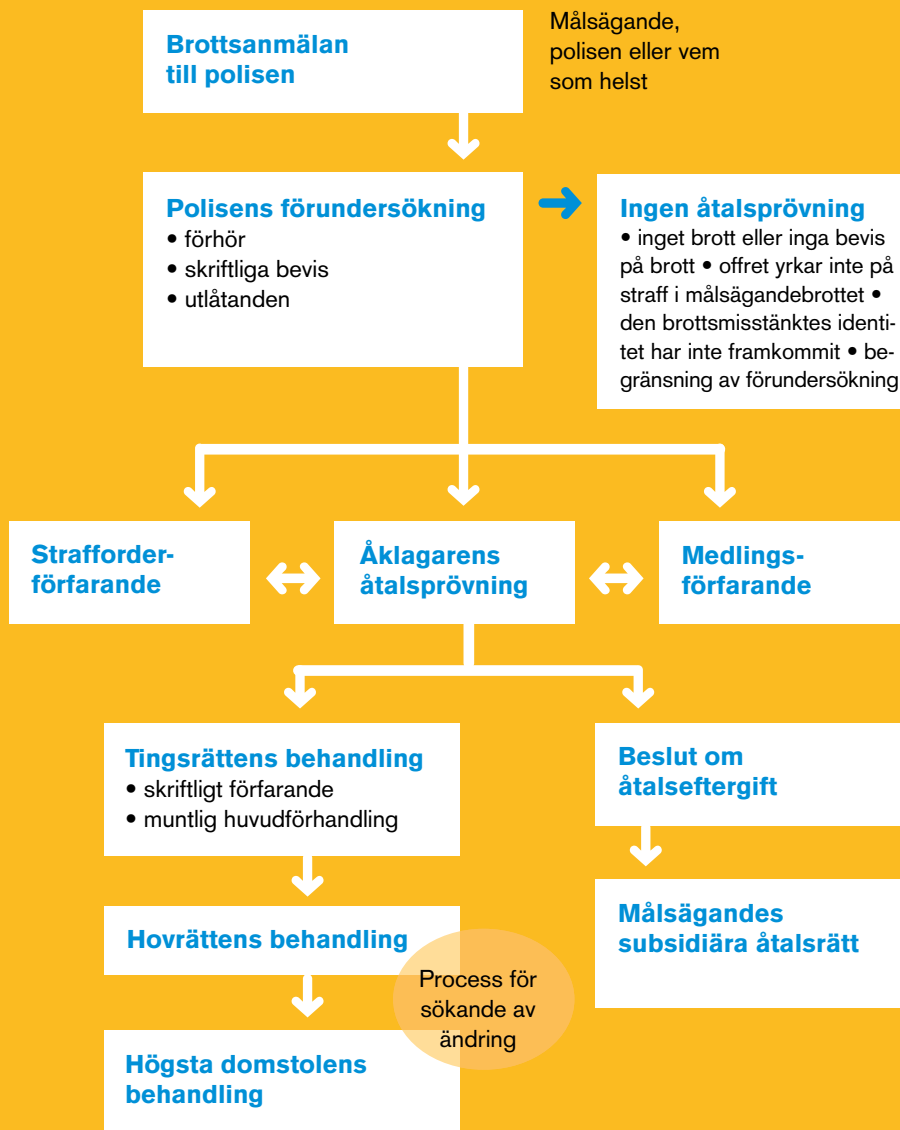 Brottsanmälan
till polisen
Målsägande,
polisen eller vem
som helst
Polisens förundersökning
• förhör
• skriftliga bevis
• utlåtanden
Ingen åtalsprövning
• inget brott eller inga bevis
på brott • offret yrkar inte på
straff i målsägandebrottet •
den brottsmisstänktes identi-
tet har inte framkommit • be-
gränsning av förundersökning
Strafforder-
förfarande
Åklagarens
åtalsprövning
Medlings-
förfarande
Tingsrättens behandling
• skriftligt förfarande
• muntlig huvudförhandling
Beslut om
åtalseftergift
Hovrättens behandling
Målsägandes
subsidiära åtalsrätt
Process för
sökande av
ändring
Högsta domstolens
behandling